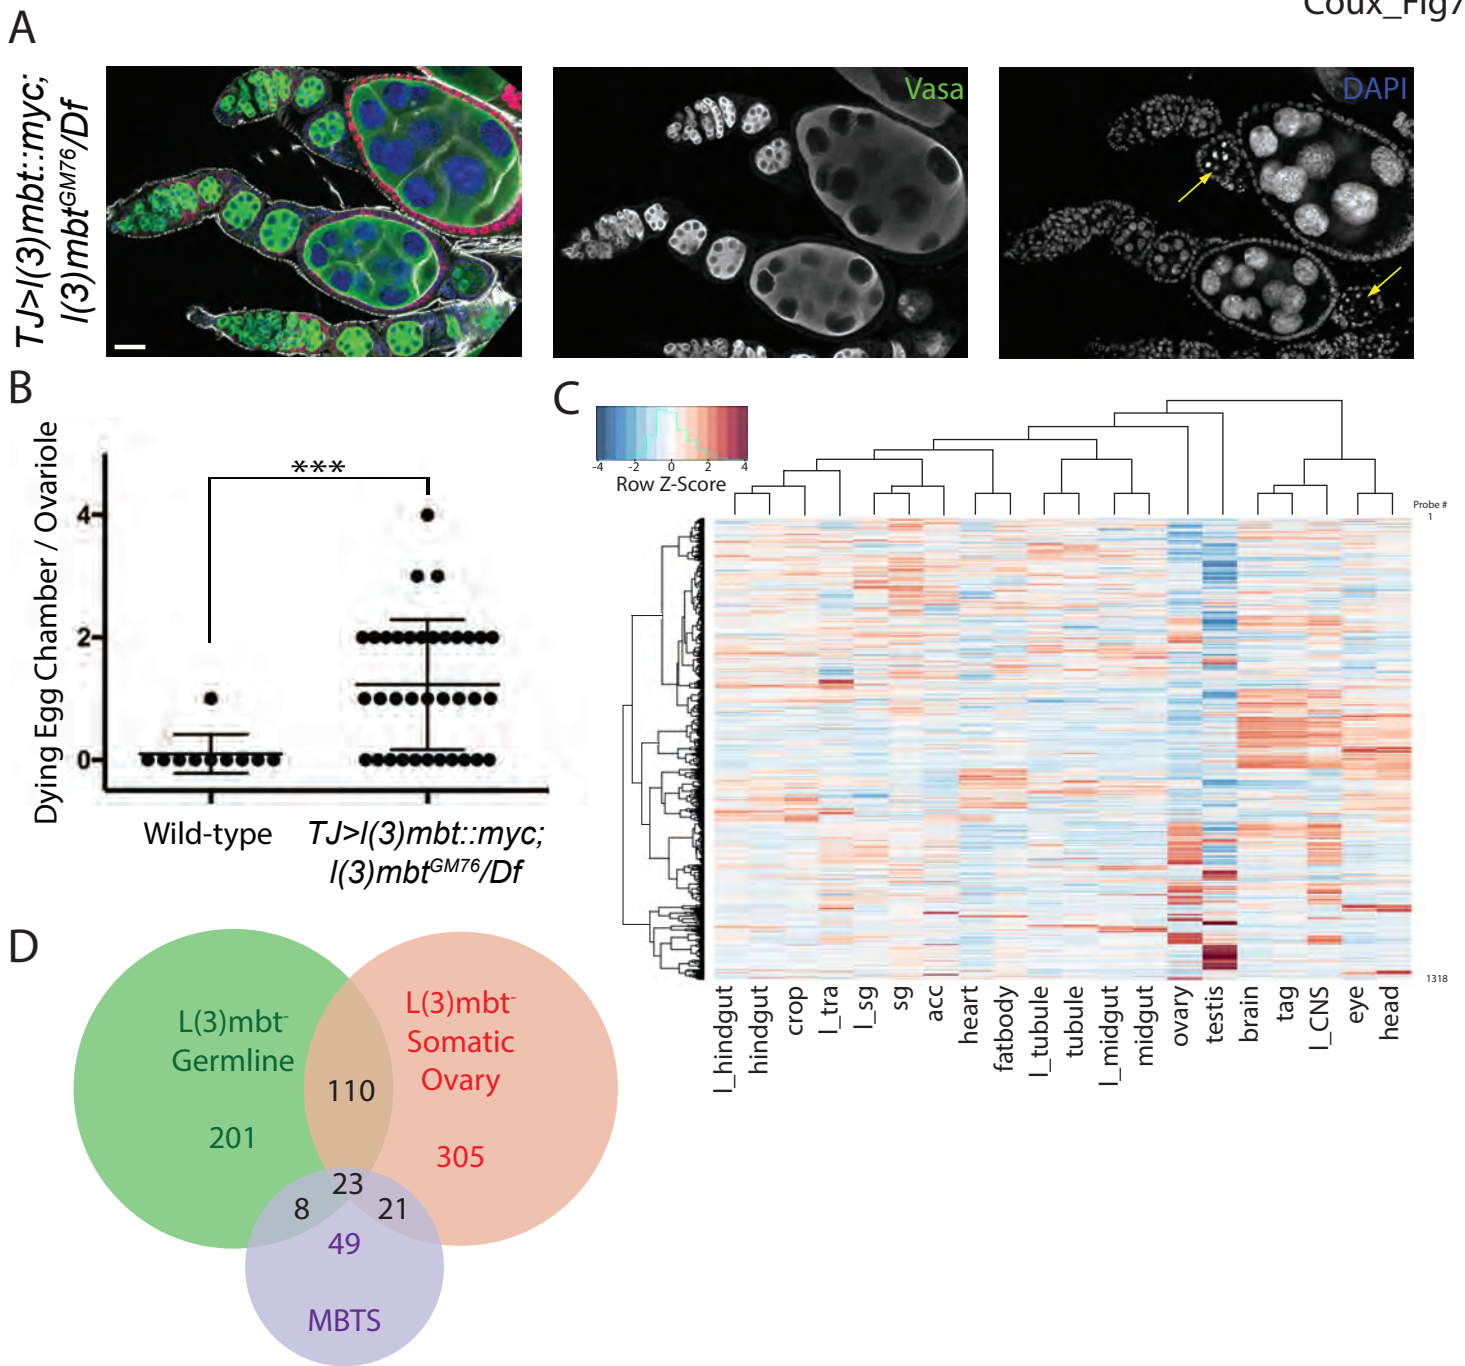 Coux_Fig7
A
TJ>l(3)mbt::myc;
l(3)mbtGM76/Df
Vasa
DAPI
B
Dying Egg Chamber / Ovariole
4
2
0
***
Wild-type
TJ>l(3)mbt::myc;
l(3)mbtGM76/Df
C
-4 -2 0 2 4
Row Z-Score
Probe #
1
1318
l_hindgut
hindgut
crop
l_tra
l_sg
sg
acc
heart
fatbody
l_tubule
tubule
l_midgut
midgut
ovary
testis
brain
tag
l_CNS
eye
head
D
L(3)mbt-
Germline
201
110
L(3)mbt-
Somatic
Ovary
305
23
8
21
49
MBTS